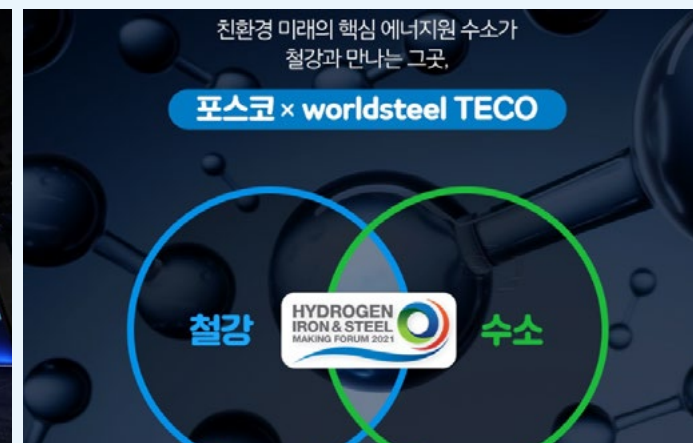 친환경 미래의 핵심 에너지원 수소가
철강과 만나는 그곳,
포스코 × worldsteel TECO
철강
HYDROGEN
IRON & STEEL
MAKING FORUM 2021
수소